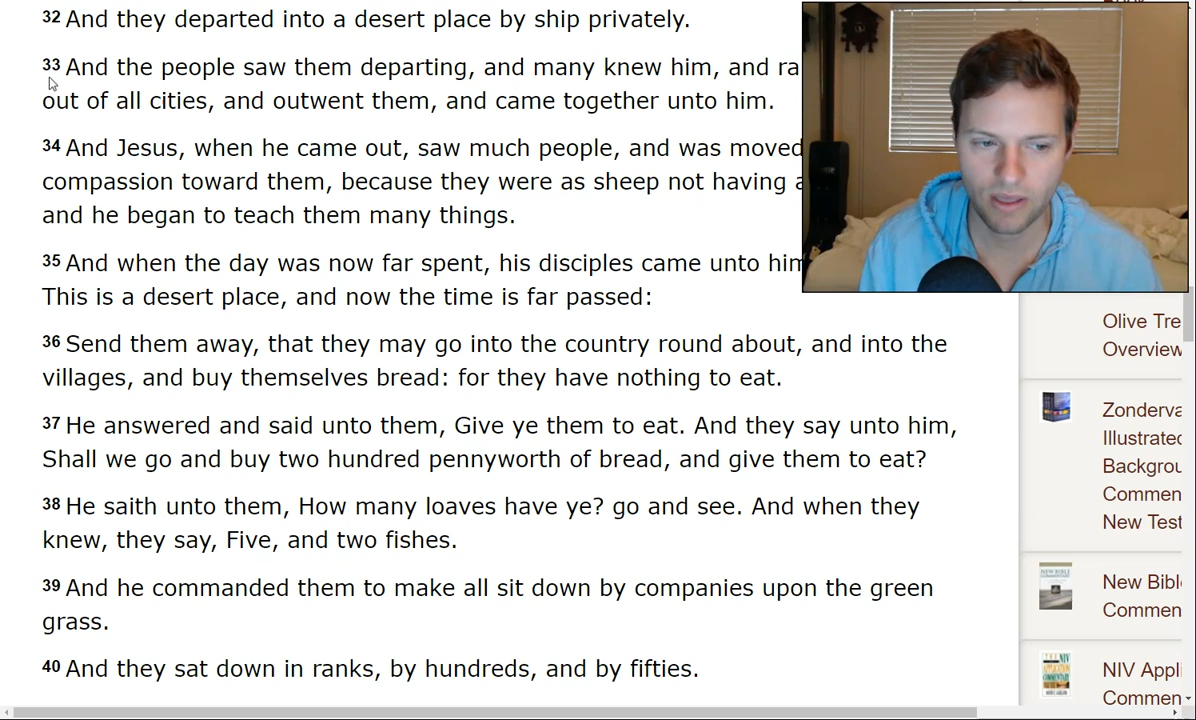 32 And they departed into a desert place by ship privately.
33 And the people saw them departing, and many knew him, and ra
out of all cities, and outwent them, and came together unto him.
34 And Jesus, when he came out, saw much people, and was moved
compassion toward them, because they were as sheep not having a
and he began to teach them many things.
35 And when the day was now far spent, his disciples came unto him
This is a desert place, and now the time is far passed:
36 Send them away, that they may go into the country round about, and into the
villages, and buy themselves bread: for they have nothing to eat.
37 He answered and said unto them, Give ye them to eat. And they say unto him,
Shall we go and buy two hundred pennyworth of bread, and give them to eat?
38 He saith unto them, How many loaves have ye? go and see. And when they
knew, they say, Five, and two fishes.
39 And he commanded them to make all sit down by companies upon the green
grass.
40 And they sat down in ranks, by hundreds, and by fifties.
Olive Tre
Overview
Zonderva
Illustrated
Backgrou
Commen
New Test
New Bibl
Commen
NIV Appl
Commen